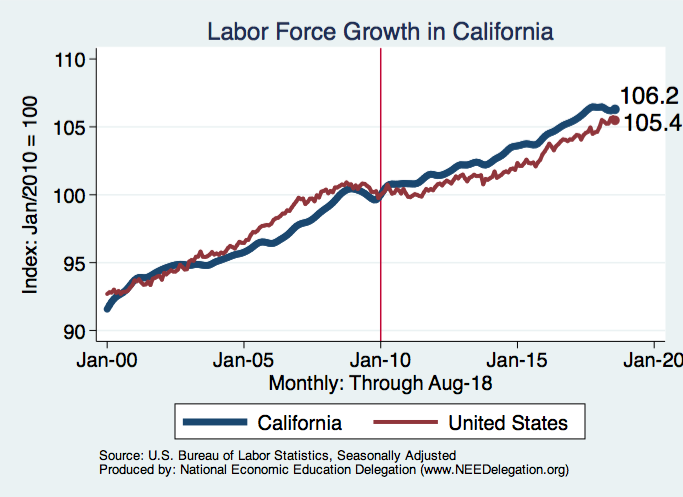 Labor Force Growth in California
110
105
100
95
90
Index: Jan/2010 = 100
106.2
105.4
Jan-00 Jan-05 Jan-10 Jan-15 Jan-20
Monthly: Through Aug-18
California United States
Source: U.S. Bureau of Labor Statistics, Seasonally Adjusted
Produced by: National Economic Education Delegation (www.NEEDelegation.org)